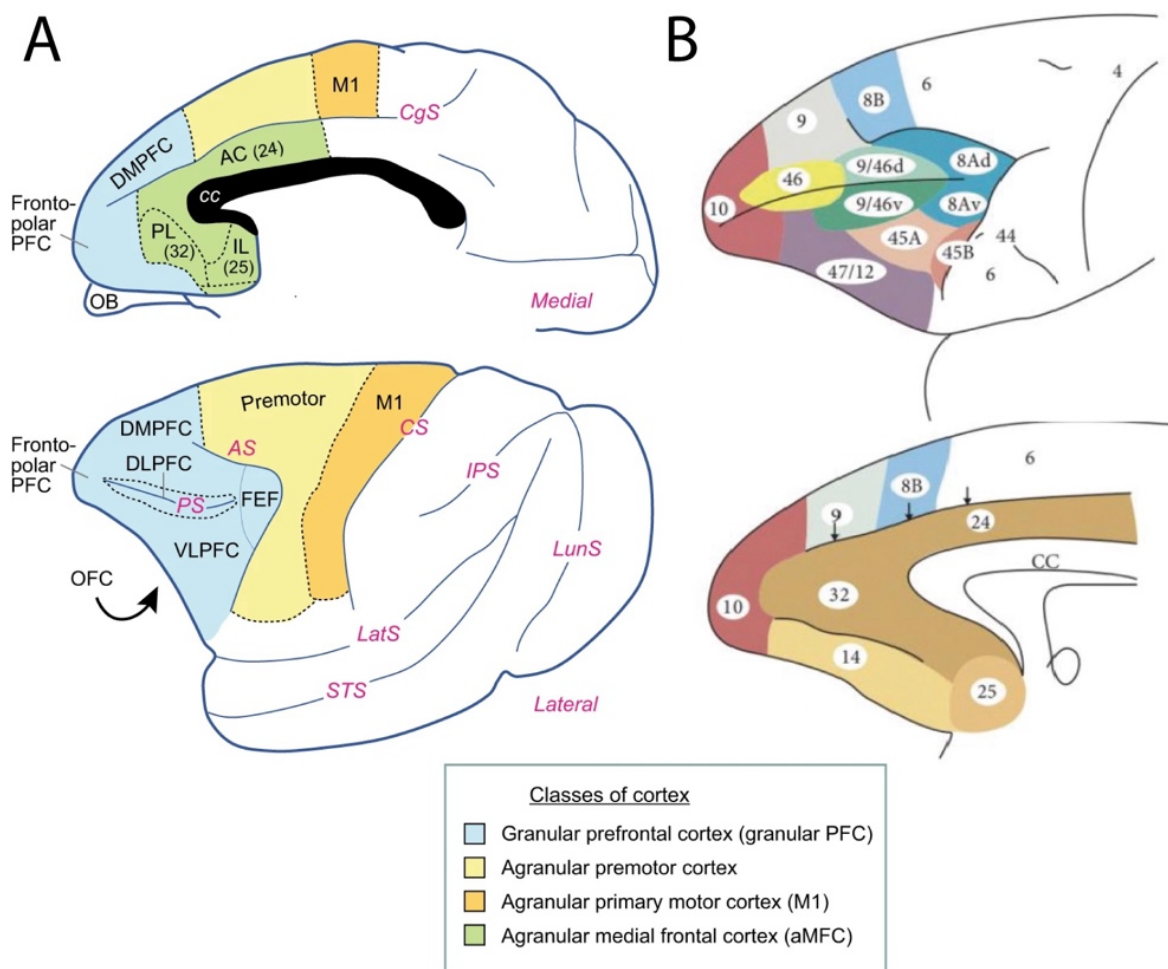 A
M1
CgS
DMPFC
AC (24)
cc
Fronto-
polar
PFC
PL
(32)
IL
(25)
OB
Medial
Premotor
M1
CS
DMPFC
AS
Fronto-
polar
PFC
DLPFC
PS
FEF
IPS
VLPFC
LunS
OFC
LatS
STS
Lateral
B
6
4
8B
9
9/46d
8Ad
46
10
9/46v
8Av
45A
44
45B
47/12
6
6
8B
9
24
CC
32
10
14
25
Classes of cortex
Granular prefrontal cortex (granular PFC)
Agranular premotor cortex
Agranular primary motor cortex (M1)
Agranular medial frontal cortex (aMFC)